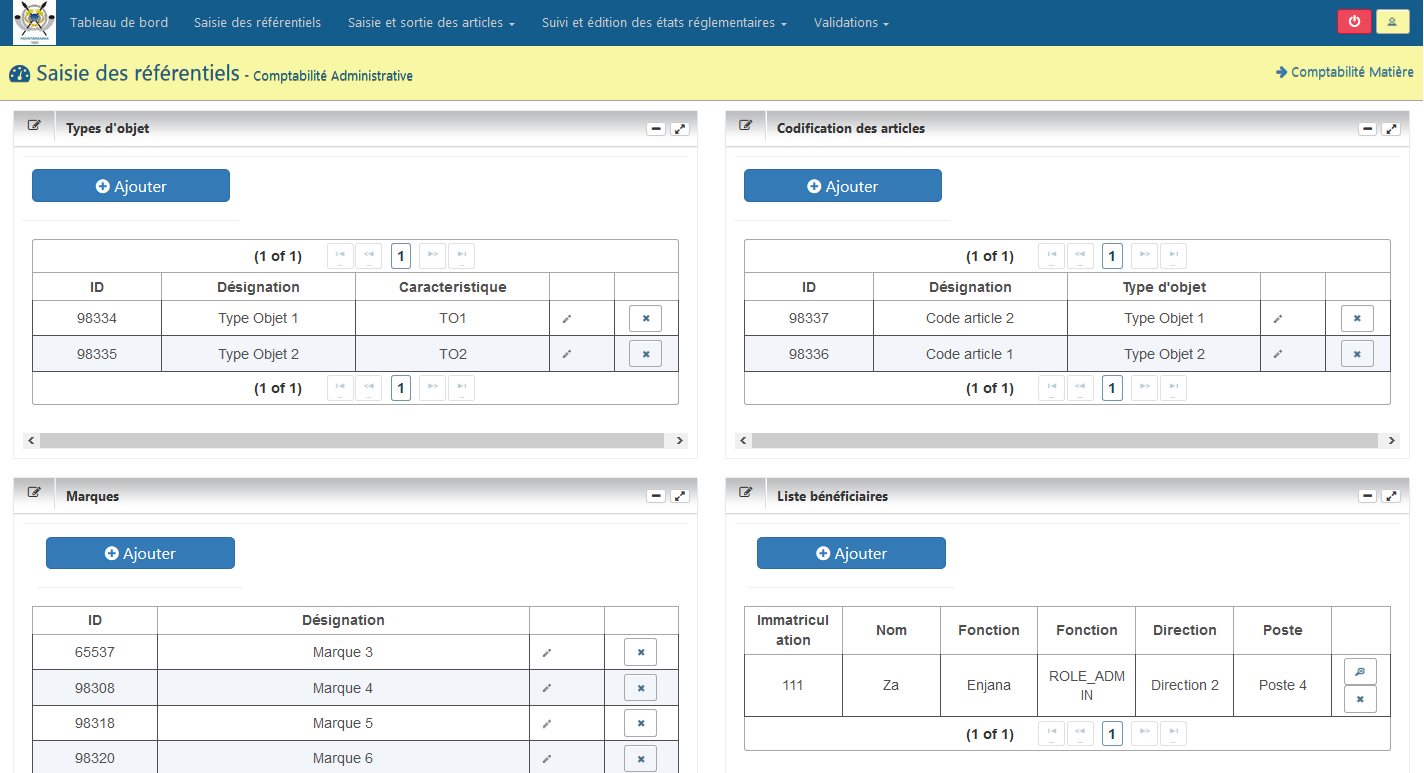 Tableau de bord Saisie des référentiels Saisie et sortie des articles Suivi et édition des états réglementaires Validations
Saisie des référentiels - Comptabilité Administrative
Comptabilité Matière
Types d'objet
Ajouter
(1 of 1) 1
ID Désignation Caracteristique
98334 Type Objet 1 TO1
98335 Type Objet 2 TO2
(1 of 1) 1
Codification des articles
Ajouter
(1 of 1) 1
ID Désignation Type d'objet
98337 Code article 2 Type Objet 1
98336 Code article 1 Type Objet 2
(1 of 1) 1
Marques
Ajouter
ID Désignation
65537 Marque 3
98308 Marque 4
98318 Marque 5
98320 Marque 6
Liste bénéficiaires
Ajouter
Immatricul
ation Nom Fonction Fonction Direction Poste
111 Za Enjana ROLE_ADM
IN Direction 2 Poste 4
(1 of 1) 1